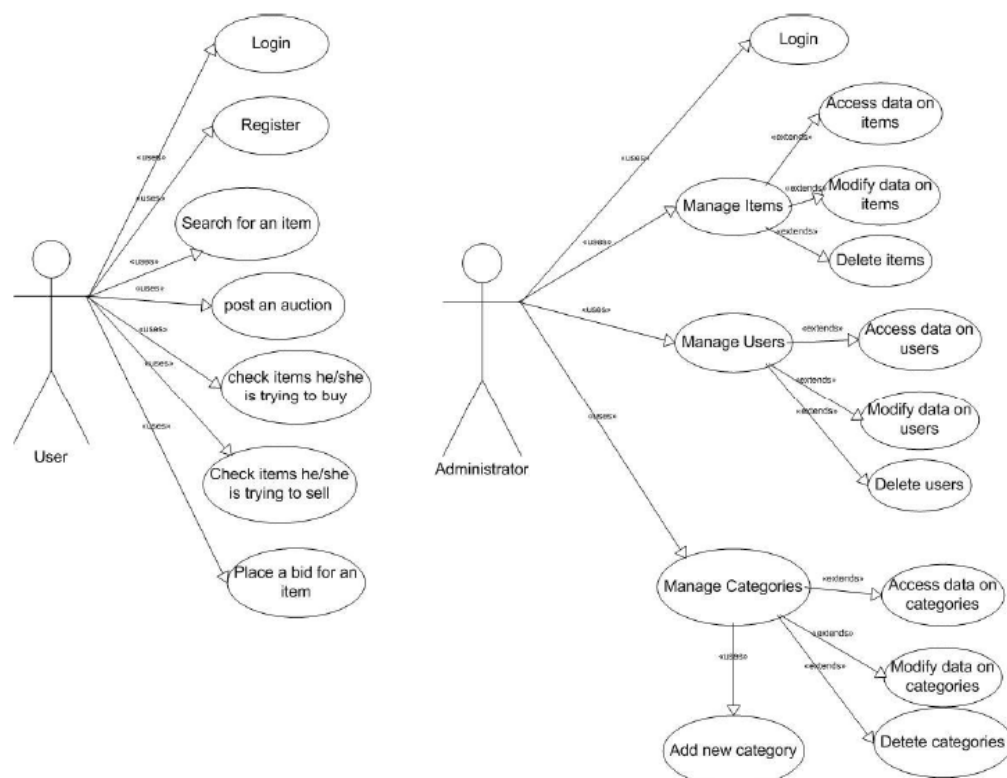 Login
«uses»
Register
«uses»
Search for an item
«uses»
post an auction
«uses»
check items he/she
is trying to buy
«uses»
Check items he/she
is trying to sell
«uses»
Place a bid for an
item
«uses»
User
Login
«uses»
Manage Items
«uses»
Access data on
items
«extends»
Modify data on
items
«extends»
Delete items
«extends»
Manage Users
«uses»
Access data on
users
«extends»
Modify data on
users
«extends»
Delete users
«extends»
Administrator
Manage Categories
«uses»
Access data on
categories
«extends»
Modify data on
categories
«extends»
Detete categories
«extends»
Add new category
«uses»